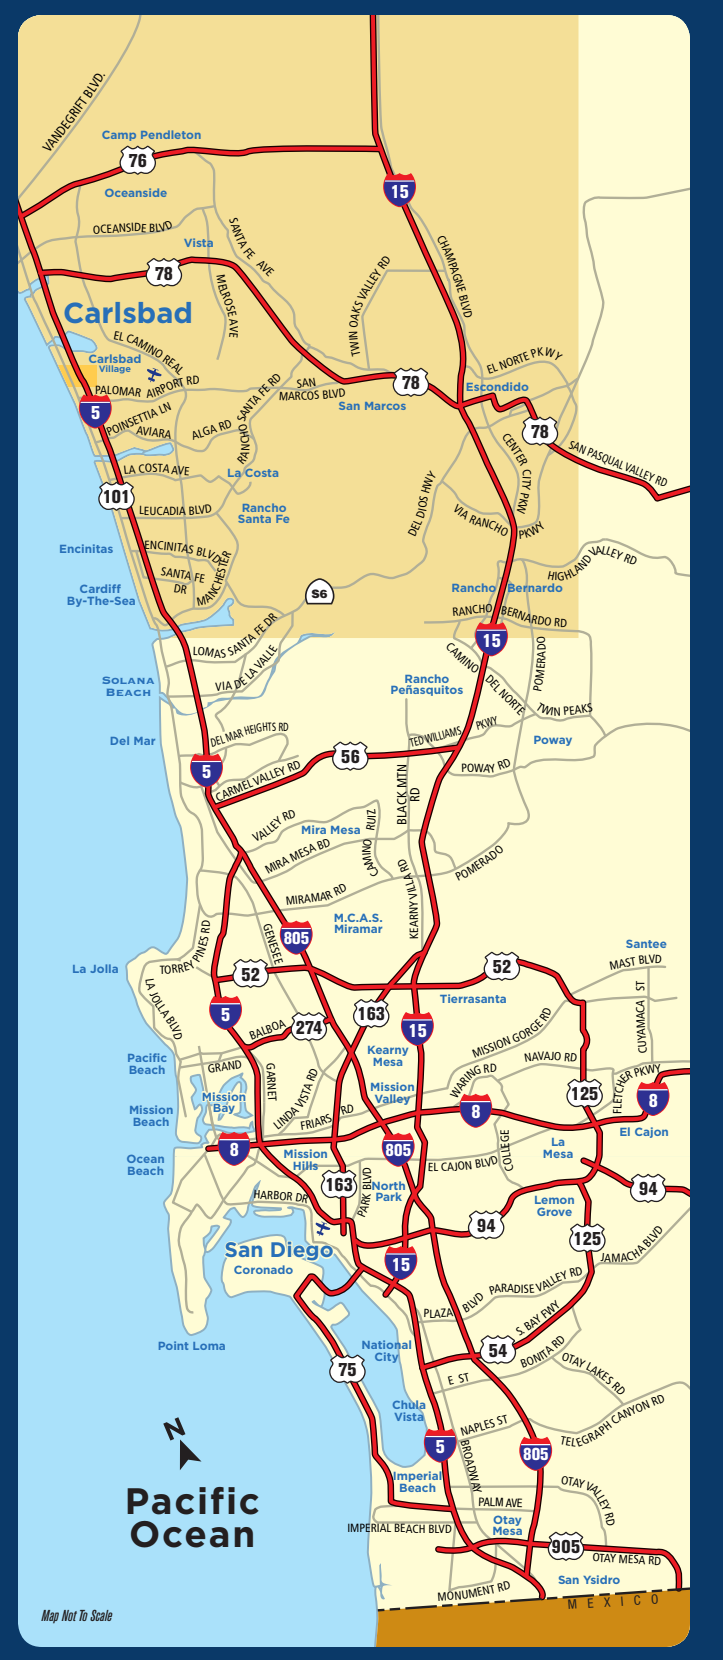 VANDEGRIFT BLVD.
Camp Pendleton
76
15
Oceanside
OCEANSIDE BLVD
SANTA FE AVE
Vista
78
CHAMPAGNE BLVD
TWIN OAKS VALLEY RD
MELROSE AVE
Carlsbad
EL CAMINO REAL
Carlsbad
Village
EL NORTE PKWY
PALOMAR AIRPORT RD
SAN
MARCOS BLVD
78
Escondido
San Marcos
5
POINSETTIA LN
AVIARA
ALGA RD
RANCHO SANTA FE RD
78
CENTER CITY PKN
SAN PASQUAL VALLEY RD
LA COSTA AVE
La Costa
101
LEUCADIA BLVD
Rancho
Santa Fe
DEL DIOS HWY
VIA RANCHO PKWY
Encinitas
ENCINITAS BLVD
SANTA FE
DR
MANCHESTER
HIGHLAND VALLEY RD
Cardiff
By-The-Sea
S6
Rancho Bernardo
RANCHO BERNARDO RD
15
LOMAS SANTA FE DR
VIA DE LA VALLE
CAMINO DEL NORTE
POMERADO
SOLANA
BEACH
Rancho
Peñasquitos
TWIN PEAKS
Del Mar
DEL MAR HEIGHTS RD
TED WILLIAMS PKWY
Poway
56
5
CARMEL VALLEY RD
BLACK MTN
RD
POWAY RD
VALLEY RD
Mira Mesa
CAMINO RUIZ
MIRA MESA BD
POMERADO
KEARNY VILLA RD
MIRAMAR RD
M.C.A.S.
Miramar
805
GENESEE
TORREY PINES RD
La Jolla
52
52
Santee
MAST BLVD
LA JOLLA BLVD
Tierrasanta
CUYAMACA ST
5
BALBOA
274
163
15
MISSION GORGE RD
Pacific
Beach
GRAND
GARNET
Kearny
Mesa
NAVAJO RD
WARING RD
FLETCHER PKWY
LINDA VISTA RD
Mission
Valley
125
8
Mission
Bay
Mission
Beach
FRIARS RD
8
El Cajon
8
805
COLLEGE
La
Mesa
Ocean
Beach
Mission
Hills
EL CAJON BLVD
163
PARK BLVD
North
Park
94
HARBOR DR
Lemon
Grove
94
125
San Diego
Coronado
15
JAMACHA BLVD
PARADISE VALLEY RD
PLAZA BLVD
S. BAY FWY
Point Loma
National
City
54
BONITA RD
75
E ST
OTAY LAKES RD
Chula
Vista
NAPLES ST
TELEGRAPH CANYON RD
N
5
805
BROADWAY
Imperial
Beach
OTAY VALLEY RD
Pacific
Ocean
PALM AVE
IMPERIAL BEACH BLVD
Otay
Mesa
905
OTAY MESA RD
San Ysidro
MONUMENT RD
MEXICO
Map Not To Scale